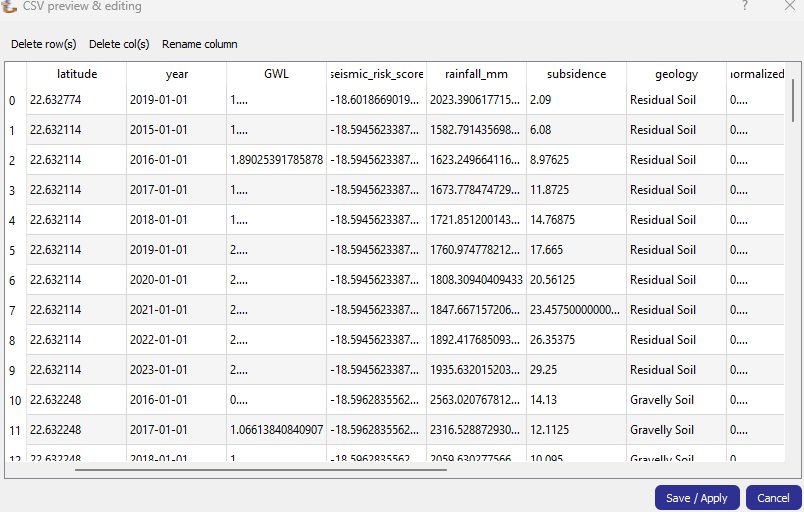 CSV preview & editing ?
Delete row(s) Delete col(s) Rename column
latitude year GWL seismic_risk_score rainfall_mm subsidence geology normalized
0 22.632774 2019-01-01 1.... -18.6018669019... 2023.390617715... 2.09 Residual Soil 0....
1 22.632114 2015-01-01 1.... -18.5945623387... 1582.791435698... 6.08 Residual Soil 0....
2 22.632114 2016-01-01 1.89025391785878 -18.5945623387... 1623.249664116... 8.97625 Residual Soil 0....
3 22.632114 2017-01-01 1.... -18.5945623387... 1673.778474729... 11.8725 Residual Soil 0....
4 22.632114 2018-01-01 1.... -18.5945623387... 1721.851200143... 14.76875 Residual Soil 0....
5 22.632114 2019-01-01 2.... -18.5945623387... 1760.974778212... 17.665 Residual Soil 0....
6 22.632114 2020-01-01 2.... -18.5945623387... 1808.30940409433 20.56125 Residual Soil 0....
7 22.632114 2021-01-01 2.... -18.5945623387... 1847.667157206... 23.45750000000... Residual Soil 0....
8 22.632114 2022-01-01 2.... -18.5945623387... 1892.417685093... 26.35375 Residual Soil 0....
9 22.632114 2023-01-01 2.... -18.5945623387... 1935.632015203... 29.25 Residual Soil 0....
10 22.632248 2016-01-01 0.... -18.5962835562... 2563.020767812... 14.13 Gravelly Soil 0....
11 22.632248 2017-01-01 1.06613840840907 -18.5962835562... 2316.528872930... 12.1125 Gravelly Soil 0....
12 22.632248 2018-01-01 1.... -18.5962835562... 2059.630277566... 10.095 Gravelly Soil 0....
Save / Apply Cancel